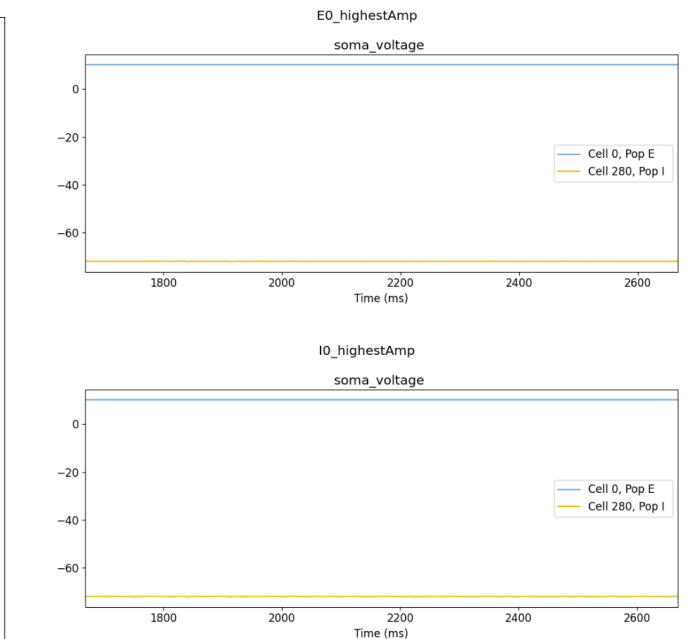 E0_highestAmp
soma_voltage
0
−20
−40
−60
Cell 0, Pop E
Cell 280, Pop I
1800 2000 2200 2400 2600
Time (ms)
I0_highestAmp
soma_voltage
0
−20
−40
−60
Cell 0, Pop E
Cell 280, Pop I
1800 2000 2200 2400 2600
Time (ms)